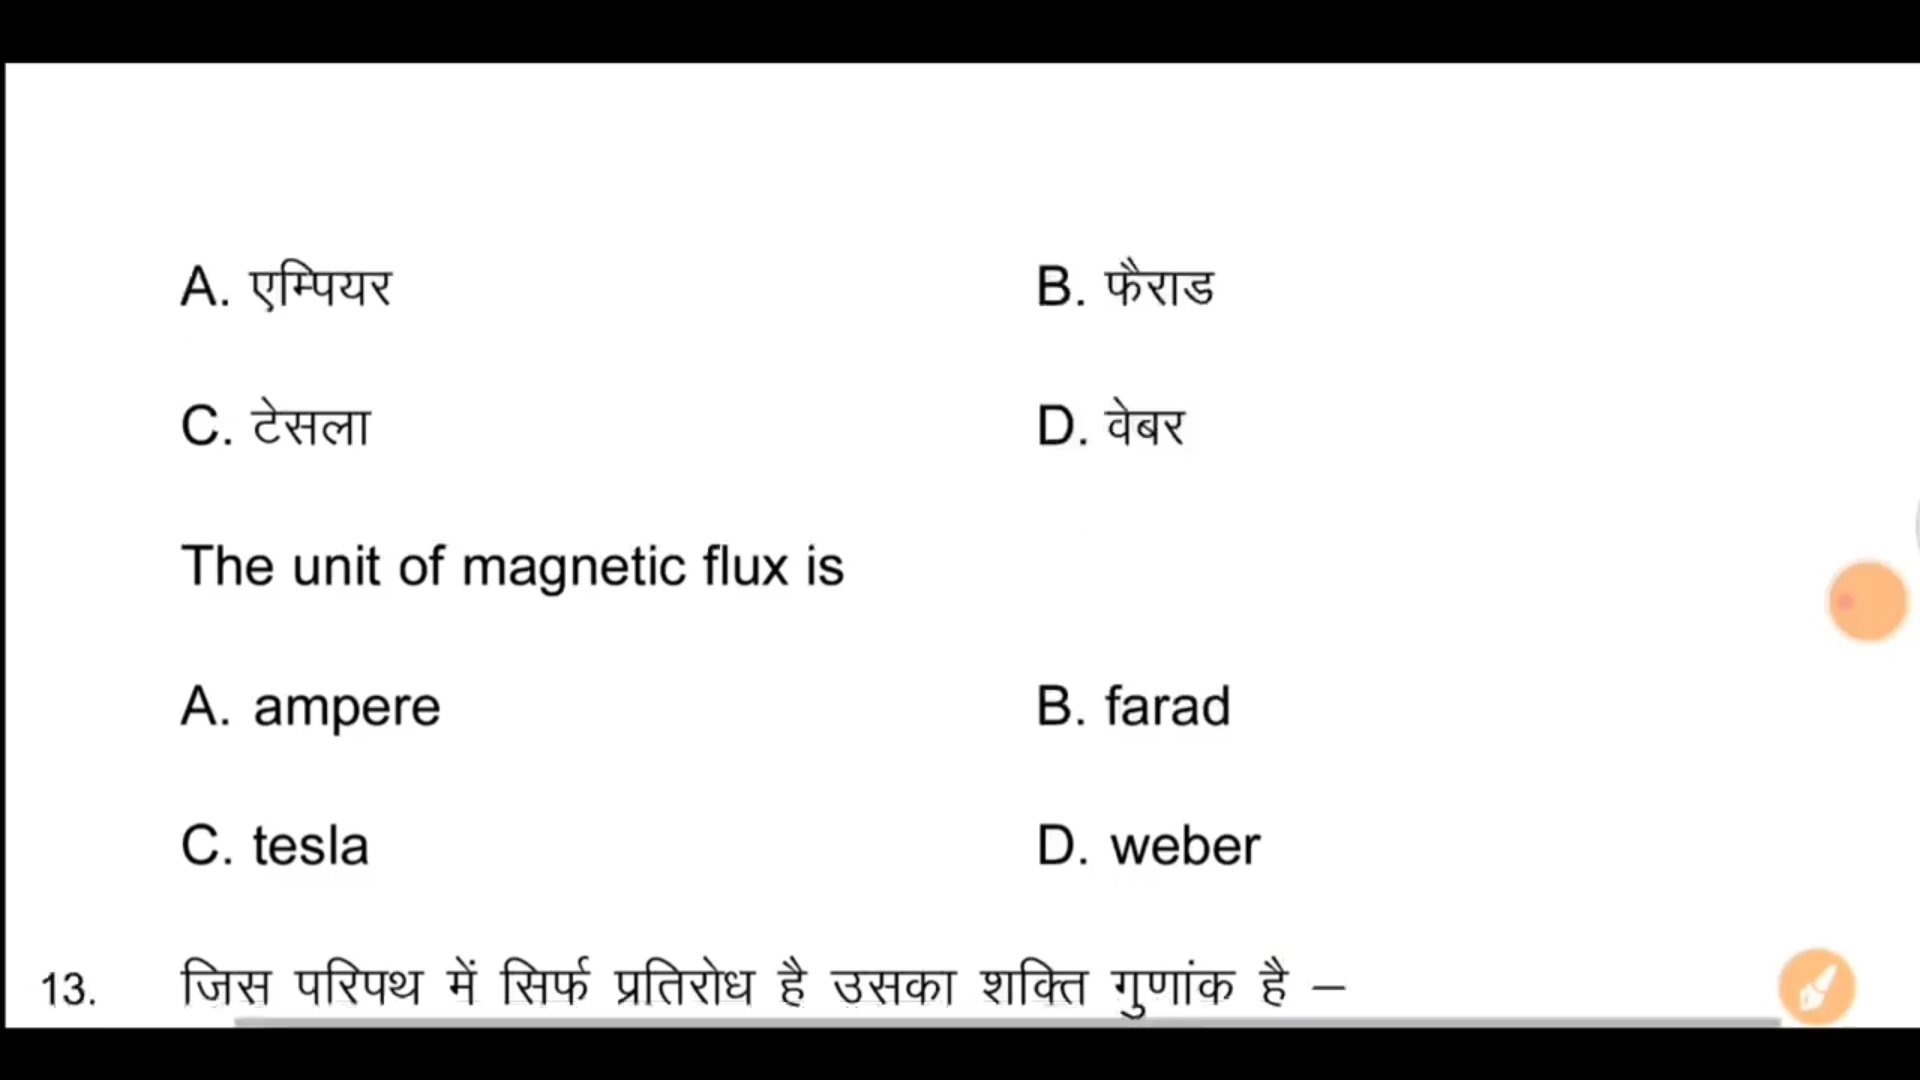 A. एम्पियर B. फैराड
C. टेसला D. वेबर
The unit of magnetic flux is
A. ampere B. farad
C. tesla D. weber
13. जिस परिपथ में सिर्फ प्रतिरोध है उसका शक्ति गुणांक है –